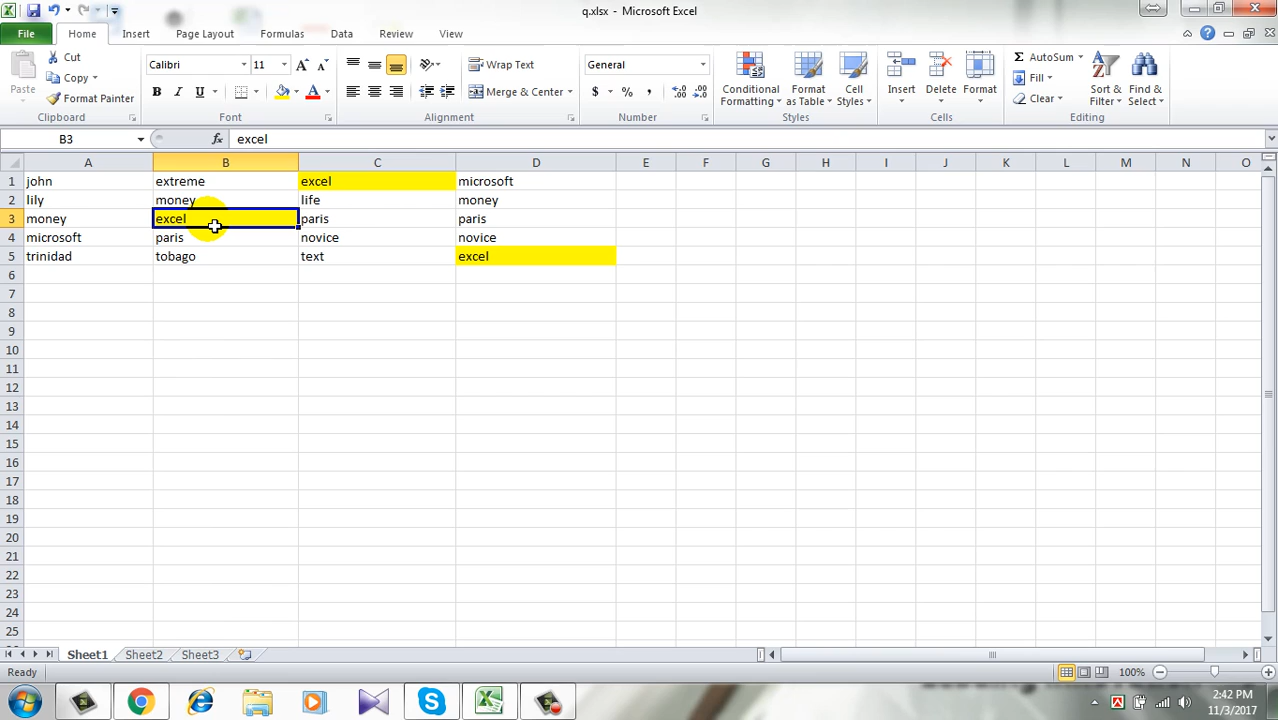 q.xlsx - Microsoft Excel
File Home Insert Page Layout Formulas Data Review View
Paste
Cut
Copy
Format Painter
Clipboard
Calibri 11 A A
B I U A
Font
Wrap Text
Merge & Center
Alignment
General
$ % , .0 .00 .00 .0
Number
Conditional Formatting
Format as Table
Cell Styles
Styles
Insert
Delete
Format
Cells
Σ AutoSum
Fill
Clear
Sort & Filter
Find & Select
Editing
B3 fx excel
A B C D E F G H I J K L M N O
1 john extreme excel microsoft
2 lily money life money
3 money excel paris paris
4 microsoft paris novice novice
5 trinidad tobago text excel
6
7
8
9
10
11
12
13
14
15
16
17
18
19
20
21
22
23
24
25
Sheet1 Sheet2 Sheet3
Ready 100%
2:42 PM
11/3/2017